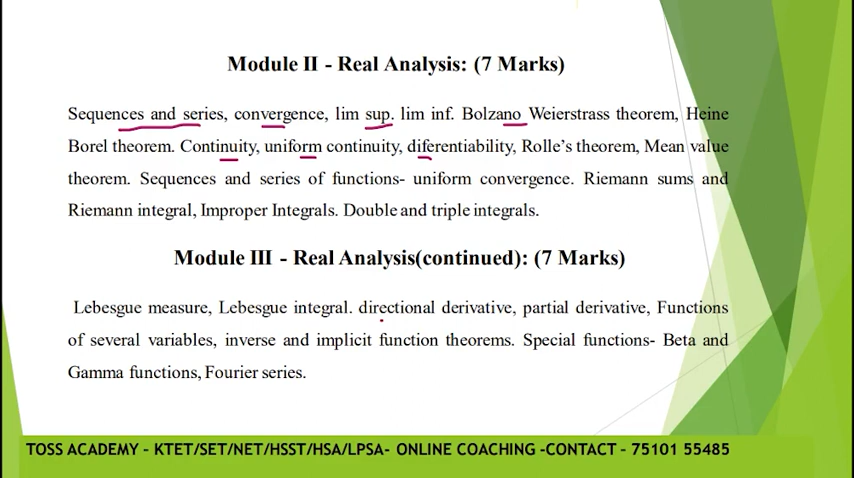 Module II - Real Analysis: (7 Marks)
Sequences and series, convergence, lim sup. lim inf. Bolzano Weierstrass theorem, Heine
Borel theorem. Continuity, uniform continuity, diferentiability, Rolle's theorem, Mean value
theorem. Sequences and series of functions- uniform convergence. Riemann sums and
Riemann integral, Improper Integrals. Double and triple integrals.
Module III - Real Analysis(continued): (7 Marks)
Lebesgue measure, Lebesgue integral. directional derivative, partial derivative, Functions
of several variables, inverse and implicit function theorems. Special functions- Beta and
Gamma functions, Fourier series.
TOSS ACADEMY – KTET/SET/NET/HSST/HSA/LPSA- ONLINE COACHING -CONTACT – 75101 55485